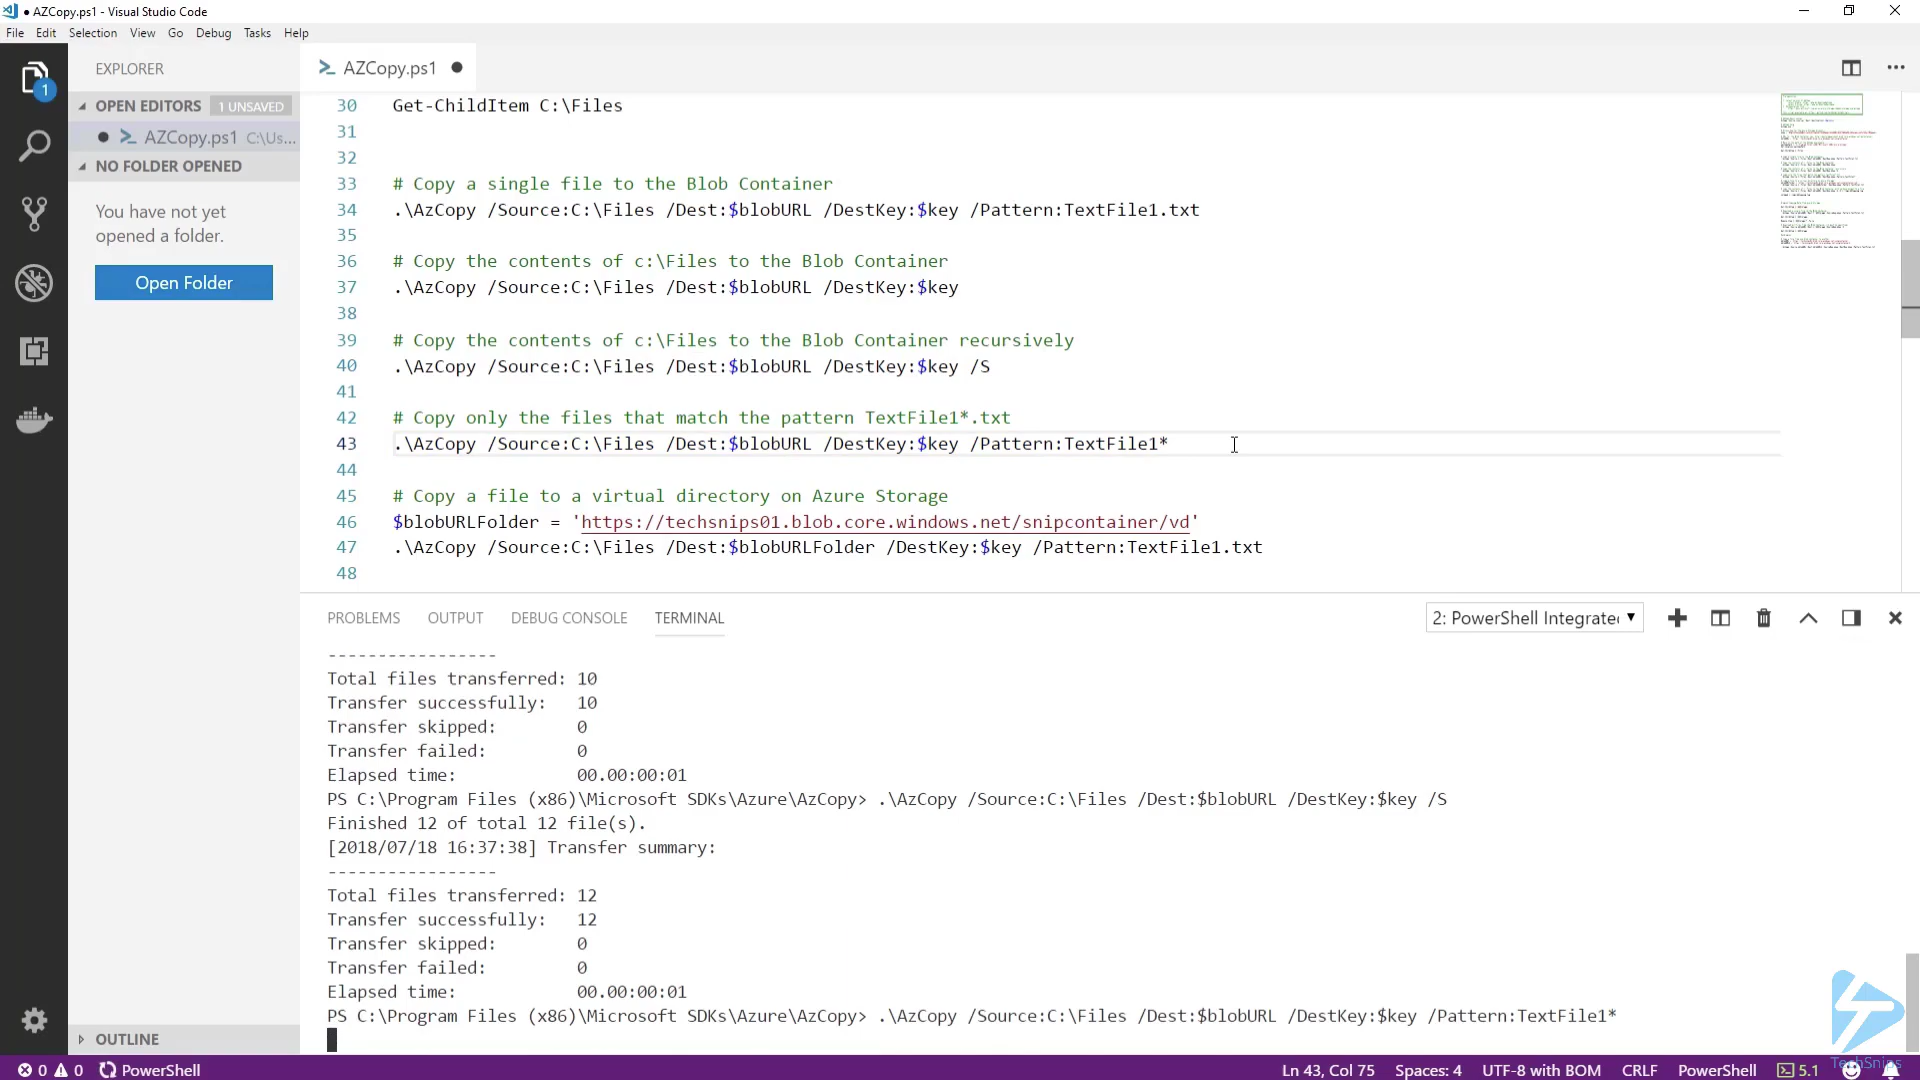 ● AZCopy.ps1 - Visual Studio Code
File Edit Selection View Go Debug Tasks Help
EXPLORER
OPEN EDITORS 1 UNSAVED
● AZCopy.ps1 C:\Us...
NO FOLDER OPENED
You have not yet
opened a folder.
Open Folder
OUTLINE
1
AZCopy.ps1 ●
30 Get-ChildItem C:\Files
31
32
33 # Copy a single file to the Blob Container
34 .\AzCopy /Source:C:\Files /Dest:$blobURL /DestKey:$key /Pattern:TextFile1.txt
35
36 # Copy the contents of c:\Files to the Blob Container
37 .\AzCopy /Source:C:\Files /Dest:$blobURL /DestKey:$key
38
39 # Copy the contents of c:\Files to the Blob Container recursively
40 .\AzCopy /Source:C:\Files /Dest:$blobURL /DestKey:$key /S
41
42 # Copy only the files that match the pattern TextFile1*.txt
43 .\AzCopy /Source:C:\Files /Dest:$blobURL /DestKey:$key /Pattern:TextFile1*
44
45 # Copy a file to a virtual directory on Azure Storage
46 $blobURLFolder = 'https://techsnips01.blob.core.windows.net/snipcontainer/vd'
47 .\AzCopy /Source:C:\Files /Dest:$blobURLFolder /DestKey:$key /Pattern:TextFile1.txt
48
PROBLEMS OUTPUT DEBUG CONSOLE TERMINAL
2: PowerShell Integrate
-----------------
Total files transferred: 10
Transfer successfully: 10
Transfer skipped: 0
Transfer failed: 0
Elapsed time: 00.00:00:01
PS C:\Program Files (x86)\Microsoft SDKs\Azure\AzCopy> .\AzCopy /Source:C:\Files /Dest:$blobURL /DestKey:$key /S
Finished 12 of total 12 file(s).
[2018/07/18 16:37:38] Transfer summary:
-----------------
Total files transferred: 12
Transfer successfully: 12
Transfer skipped: 0
Transfer failed: 0
Elapsed time: 00.00:00:01
PS C:\Program Files (x86)\Microsoft SDKs\Azure\AzCopy> .\AzCopy /Source:C:\Files /Dest:$blobURL /DestKey:$key /Pattern:TextFile1*
TechSnips
0 0 PowerShell
Ln 43, Col 75 Spaces: 4 UTF-8 with BOM CRLF PowerShell 5.1